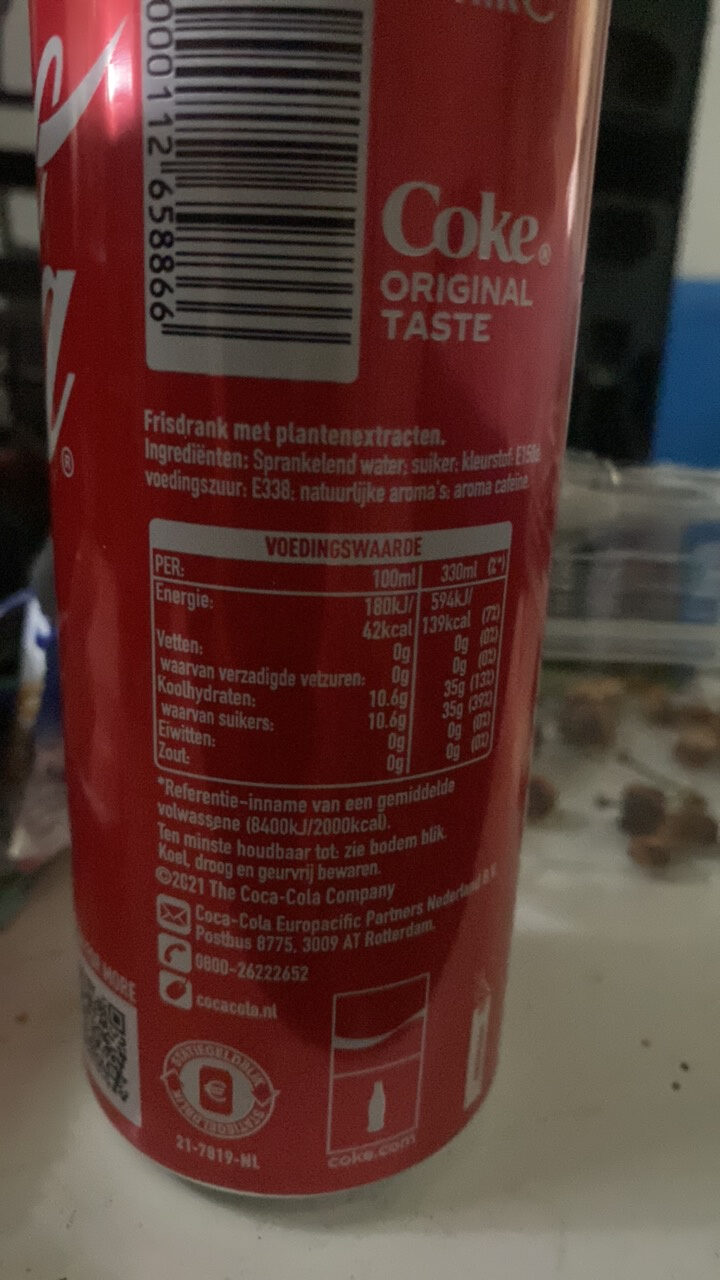 0000112 658866
Coke®
ORIGINAL
TASTE
®
Frisdrank met plantenextracten.
Ingrediënten: Sprankelend water; suiker; kleurstof: E150d
voedingszuur: E338; natuurlijke aroma's; aroma cafeïne.
VOEDINGSWAARDE
PER: 100ml 330ml (%*)
Energie: 180kJ/ 594kJ/
42kcal 139kcal (7%)
Vetten: 0g 0g (0%)
waarvan verzadigde vetzuren: 0g 0g (0%)
Koolhydraten: 10.6g 35g (13%)
waarvan suikers: 10.6g 35g (39%)
Eiwitten: 0g 0g (0%)
Zout: 0g 0g (0%)
*Referentie-inname van een gemiddelde
volwassene (8400kJ/2000kcal).
Ten minste houdbaar tot: zie bodem blik.
Koel, droog en geurvrij bewaren.
©2021 The Coca-Cola Company
Coca-Cola Europacific Partners Nederland B.V.
Postbus 8775, 3009 AT Rotterdam.
0800-26222652
cocacola.nl
MORE
STATIEGELDBLIK
STATIEGELDBLIK
€
21-7819-NL
coke.com